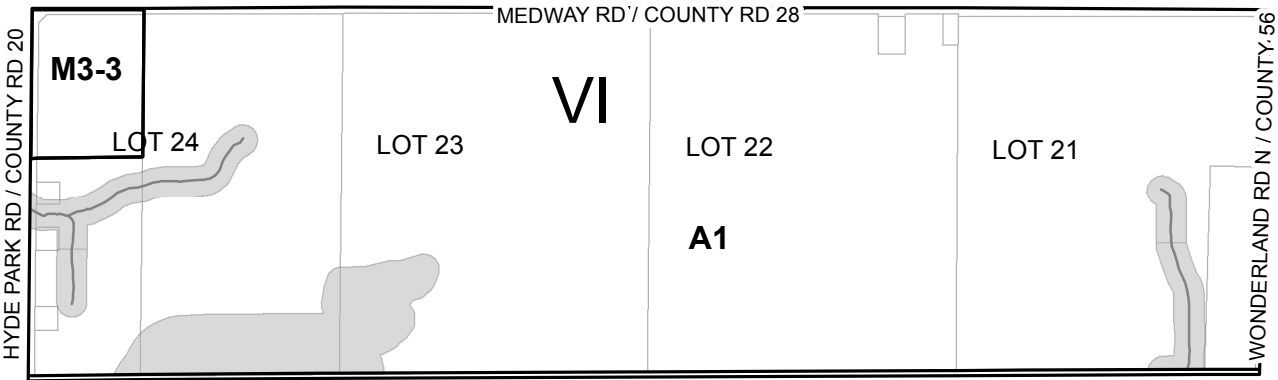 MEDWAY RD / COUNTY RD 28
HYDE PARK RD / COUNTY RD 20
M3-3
VI
LOT 24
LOT 23
LOT 22
LOT 21
A1
WONDERLAND RD N / COUNTY 56